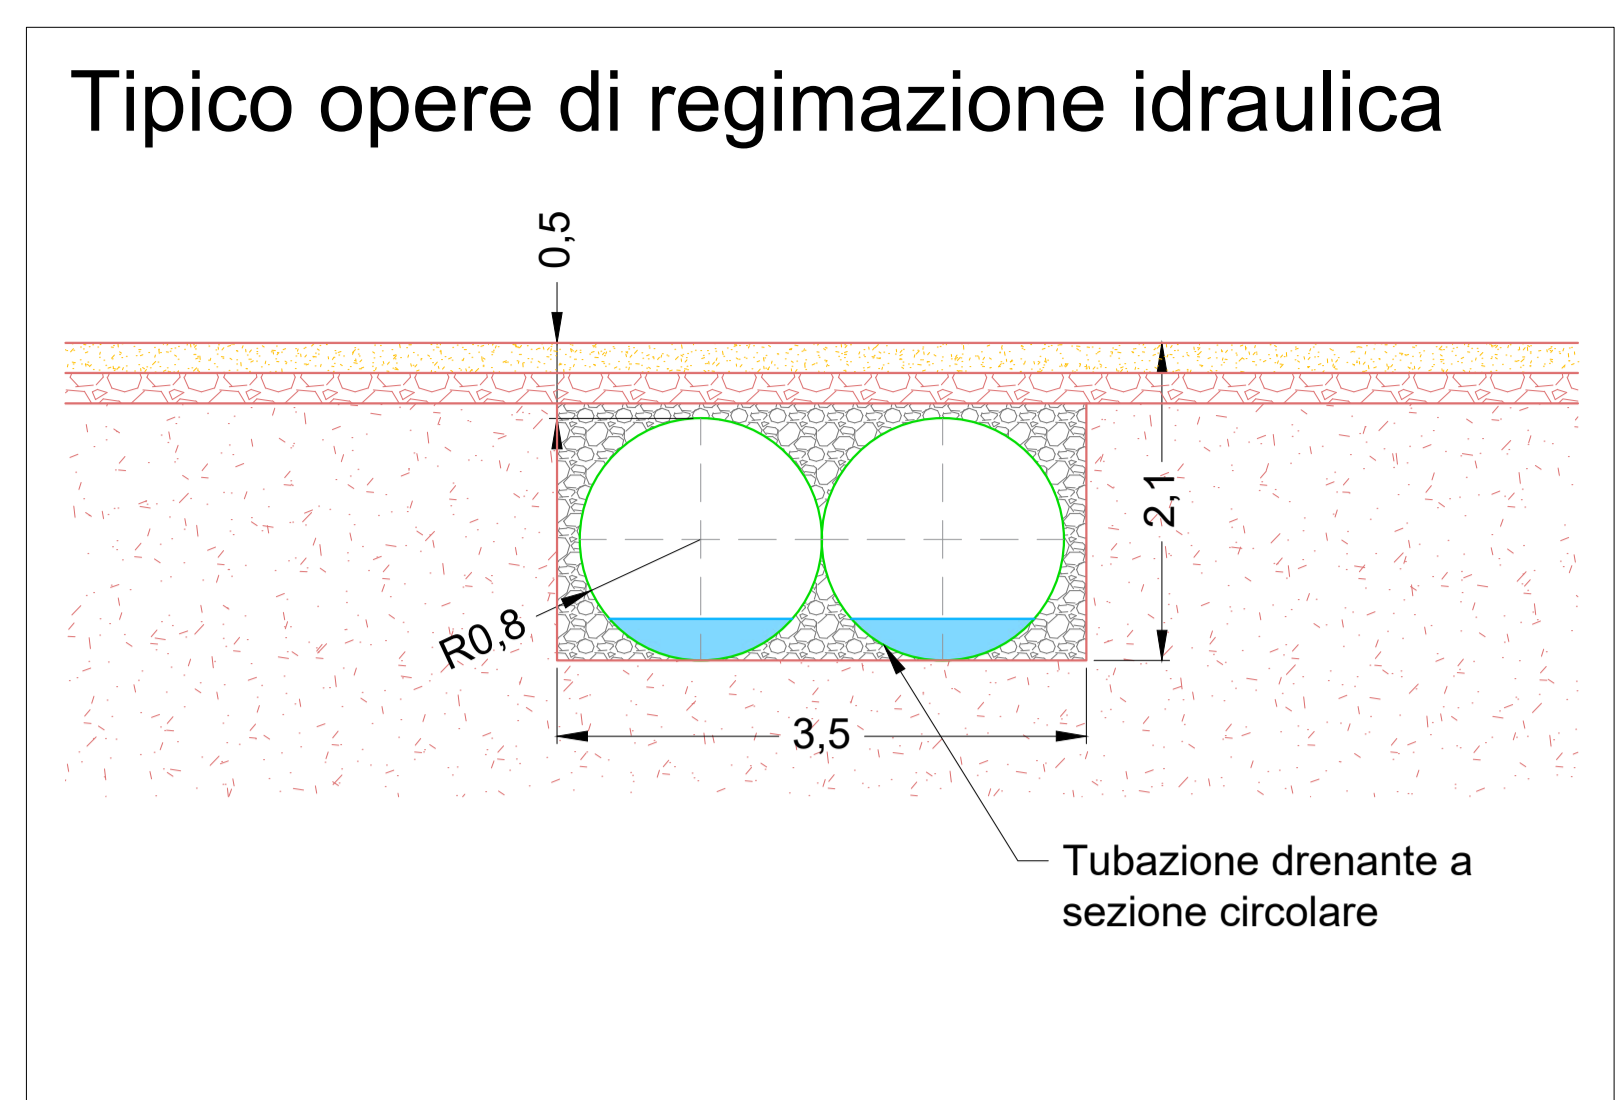 Tipico opere di regimazione idraulica
0,5
2,1
R0,8
3,5
Tubazione drenante a
sezione circolare